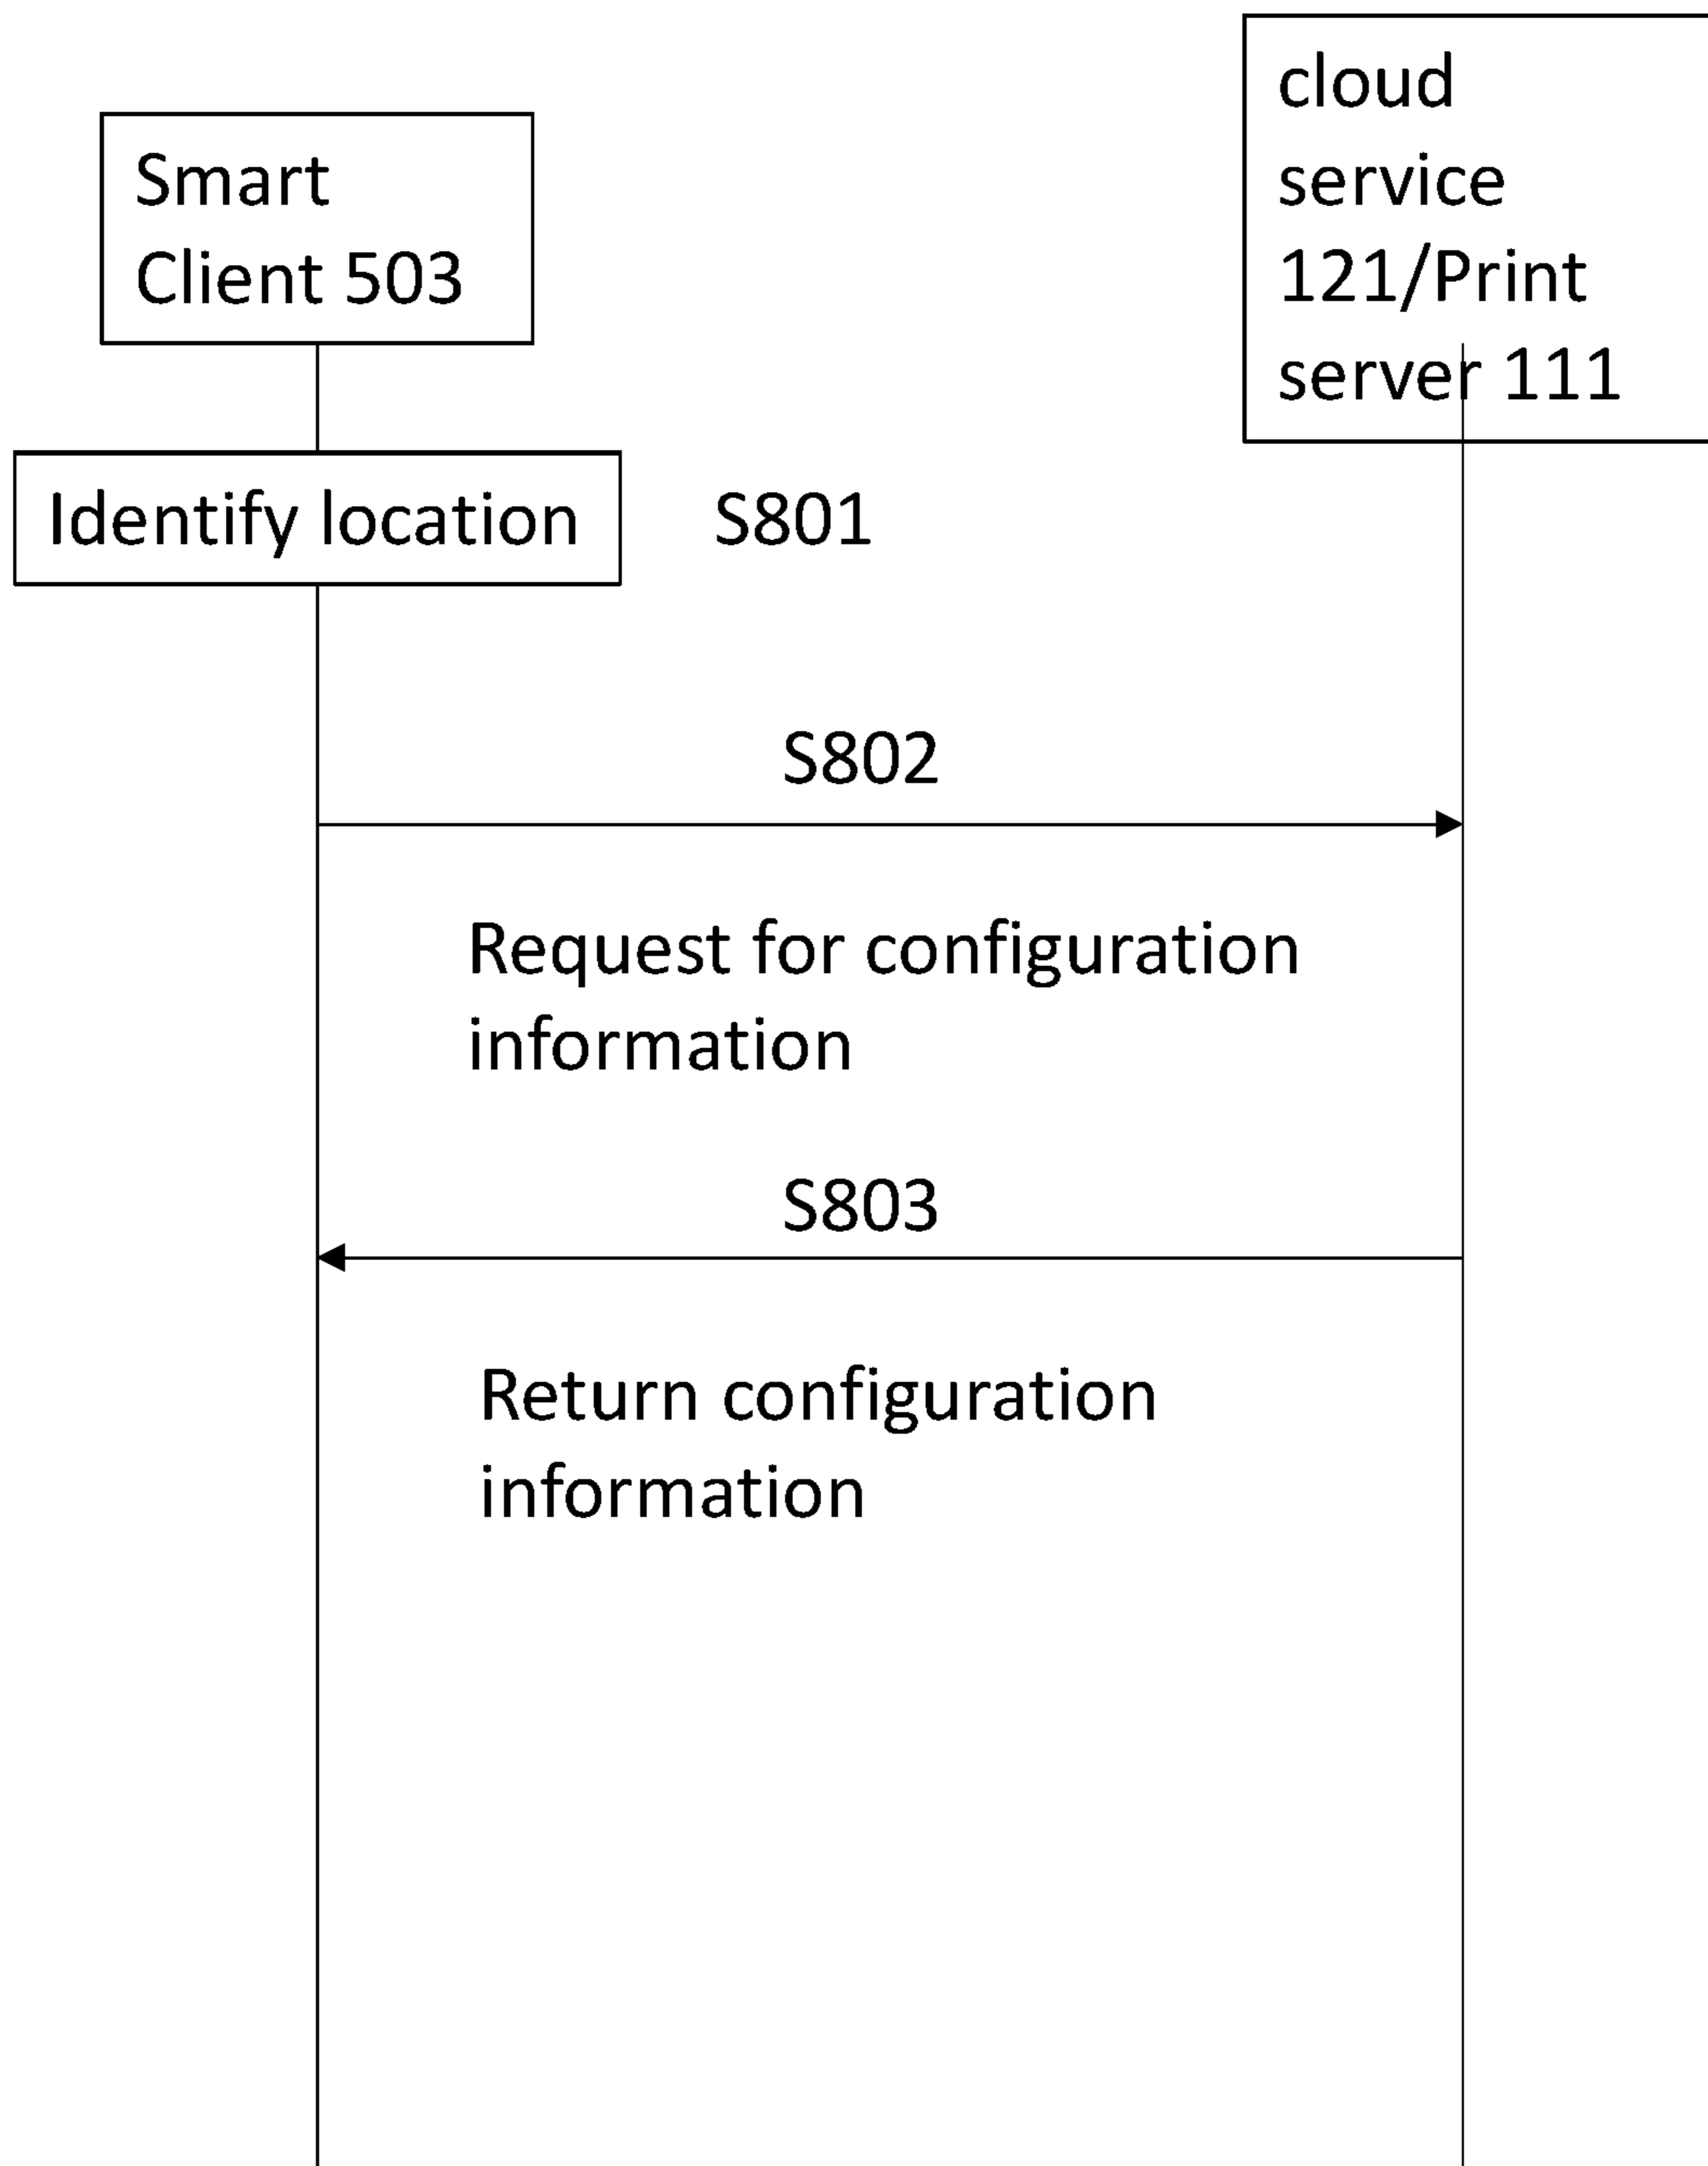 cloud
service
121/Print
server 111
Smart
Client 503
Identify location
S801
S802
Request for configuration
information
S803
Return configuration
information